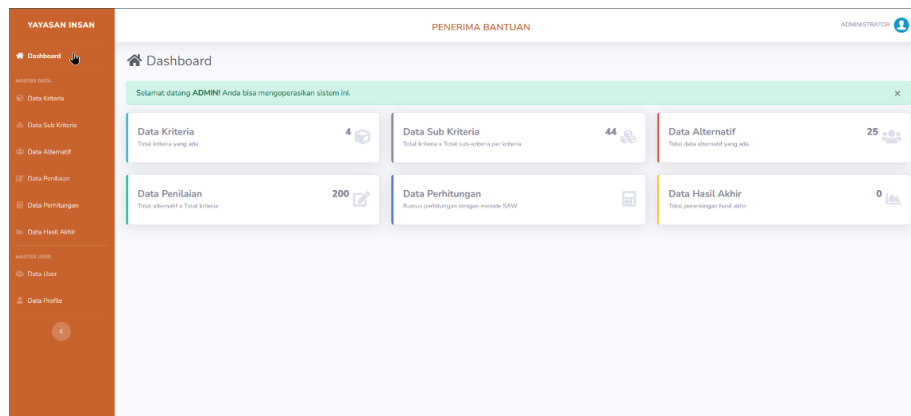 YAYASAN INSAN
PENERIMA BANTUAN
ADMINISTRATOR
Dashboard
MASTER DATA
Data Kriteria
Data Sub Kriteria
Data Alternatif
Data Penilaian
Data Perhitungan
Data Hasil Akhir
MASTER USER
Data User
Data Profile
Dashboard
Selamat datang ADMIN! Anda bisa mengoperasikan sistem ini.
×
Data Kriteria
4
Total kriteria yang ada
Data Sub Kriteria
44
Total kriteria x Total sub-kriteria per kriteria
Data Alternatif
25
Total data alternatif yang ada
Data Penilaian
200
Total alternatif x Total kriteria
Data Perhitungan
Rumus perhitungan dengan metode SAW
Data Hasil Akhir
0
Total perankingan hasil akhir